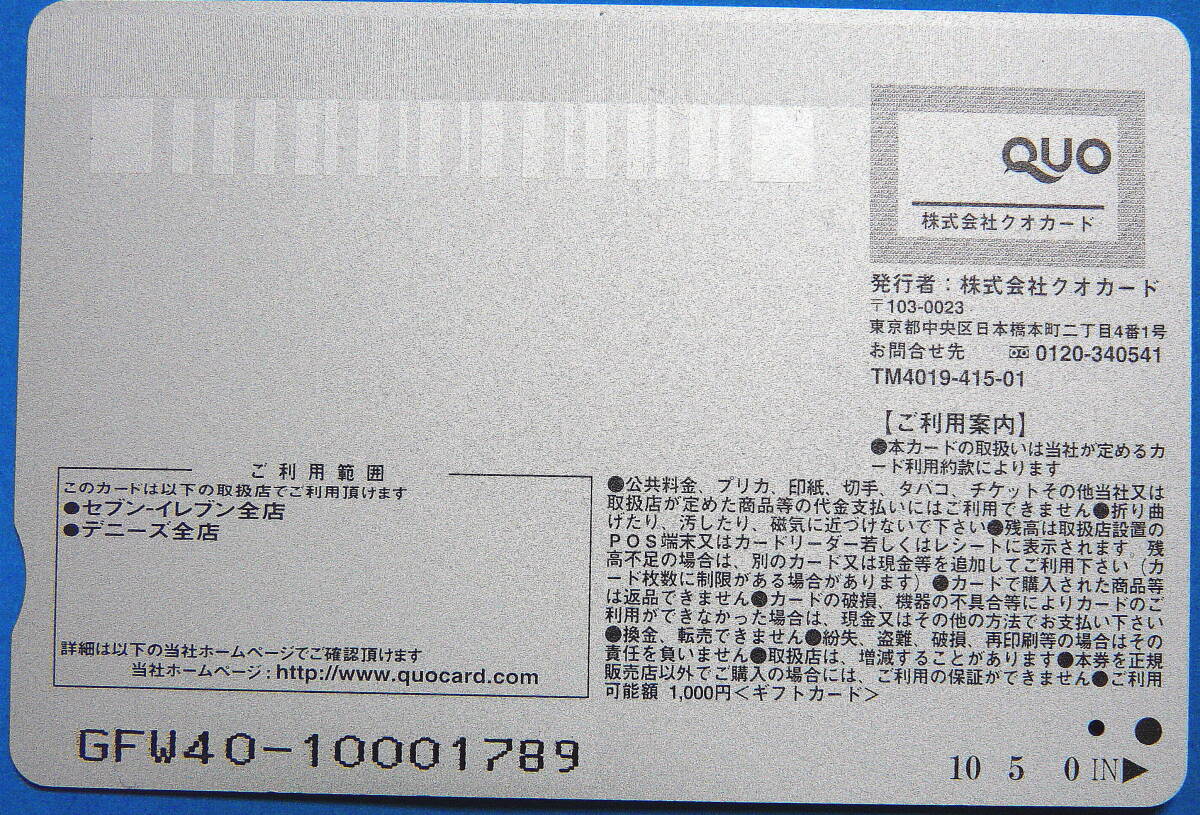 QUO
株式会社クオカード
発行者：株式会社クオカード
〒103-0023
東京都中央区日本橋本町二丁目4番1号
お問合せ先 0120-340541
TM4019-415-01
【ご利用案内】
●本カードの取扱いは当社が定めるカ
ード利用約款によります
●公共料金、プリカ、印紙、切手、タバコ、チケットその他当社又は
取扱店が定めた商品等の代金支払いにはご利用できません●折り曲
げたり、汚したり、磁気に近づけないで下さい●残高は取扱店設置の
POS端末又はカードリーダー若しくはレシートに表示されます 残
高不足の場合は、別のカード又は現金等を追加してご利用下さい（カ
ード枚数に制限がある場合があります）●カードで購入された商品等
は返品できません●カードの破損、機器の不具合等によりカードのご
利用ができなかった場合は、現金又はその他の方法でお支払い下さい
●換金、転売できません●紛失、盗難、破損、再印刷等の場合はその
責任を負いません●取扱店は、増減することがあります●本券を正規
販売店以外でご購入の場合には、ご利用の保証ができません●ご利用
可能額 1,000円＜ギフトカード＞
ご利用範囲
このカードは以下の取扱店でご利用頂けます
●セブン-イレブン全店
●デニーズ全店
詳細は以下の当社ホームページでご確認頂けます
当社ホームページ：http://www.quocard.com
GFW40-10001789
10 5 0 IN▶